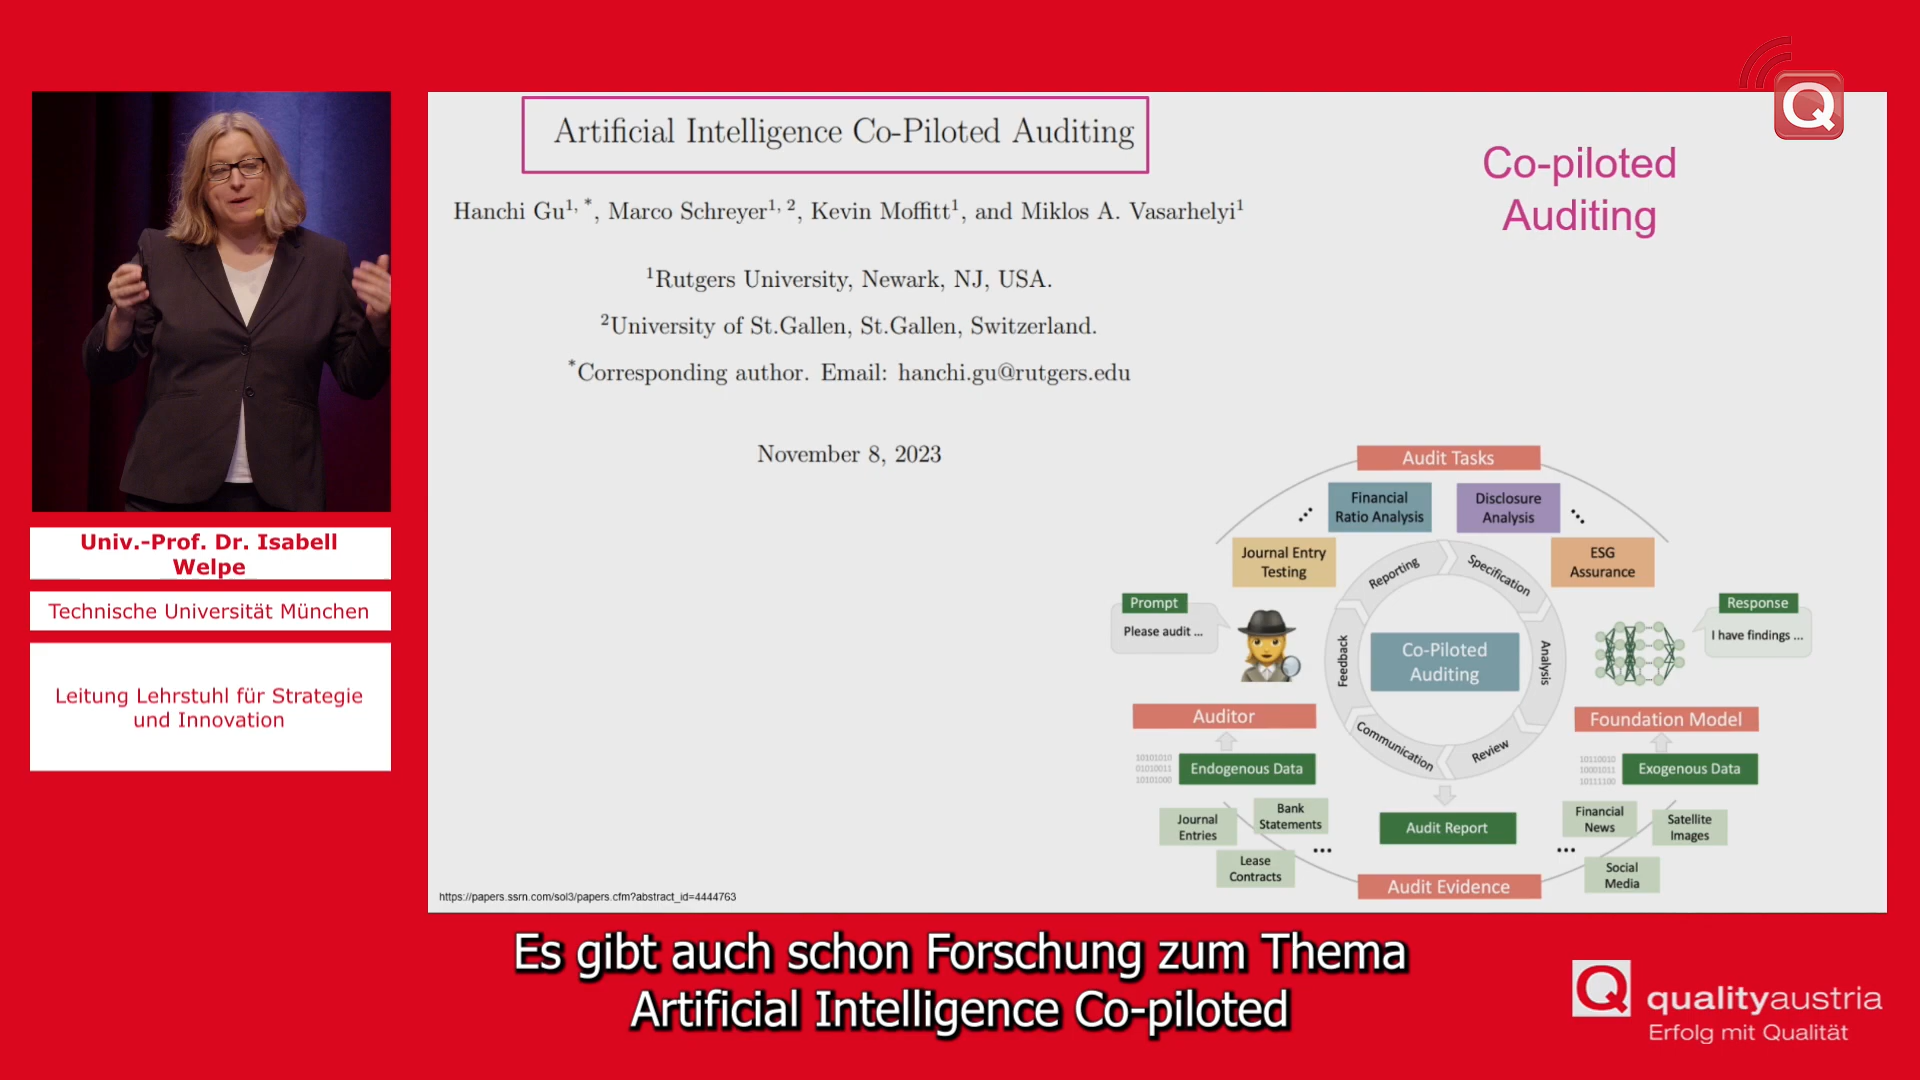 Q
Artificial Intelligence Co-Piloted Auditing
Co-piloted
Auditing
Hanchi Gu1, *, Marco Schreyer1, 2, Kevin Moffitt1, and Miklos A. Vasarhelyi1
1Rutgers University, Newark, NJ, USA.
2University of St.Gallen, St.Gallen, Switzerland.
*Corresponding author. Email: hanchi.gu@rutgers.edu
November 8, 2023
Audit Tasks
Financial
Ratio Analysis
Disclosure
Analysis
Journal Entry
Testing
ESG
Assurance
Reporting
Specification
Analysis
Review
Communication
Feedback
Co-Piloted
Auditing
Prompt
Please audit ...
Response
I have findings ...
Auditor
Foundation Model
10101010
01010011
10101000
Endogenous Data
10110010
10001011
10111100
Exogenous Data
Journal
Entries
Bank
Statements
Lease
Contracts
...
Audit Report
Financial
News
Satellite
Images
Social
Media
...
Audit Evidence
https://papers.ssrn.com/sol3/papers.cfm?abstract_id=4444763
Univ.-Prof. Dr. Isabell
Welpe
Technische Universität München
Leitung Lehrstuhl für Strategie
und Innovation
Es gibt auch schon Forschung zum Thema
Artificial Intelligence Co-piloted
Q qualityaustria
Erfolg mit Qualität